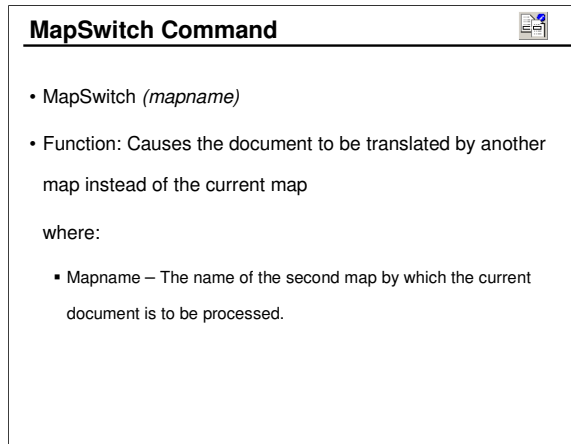 MapSwitch Command
• MapSwitch (mapname)
• Function: Causes the document to be translated by another
map instead of the current map
where:
▪ Mapname – The name of the second map by which the current
document is to be processed.